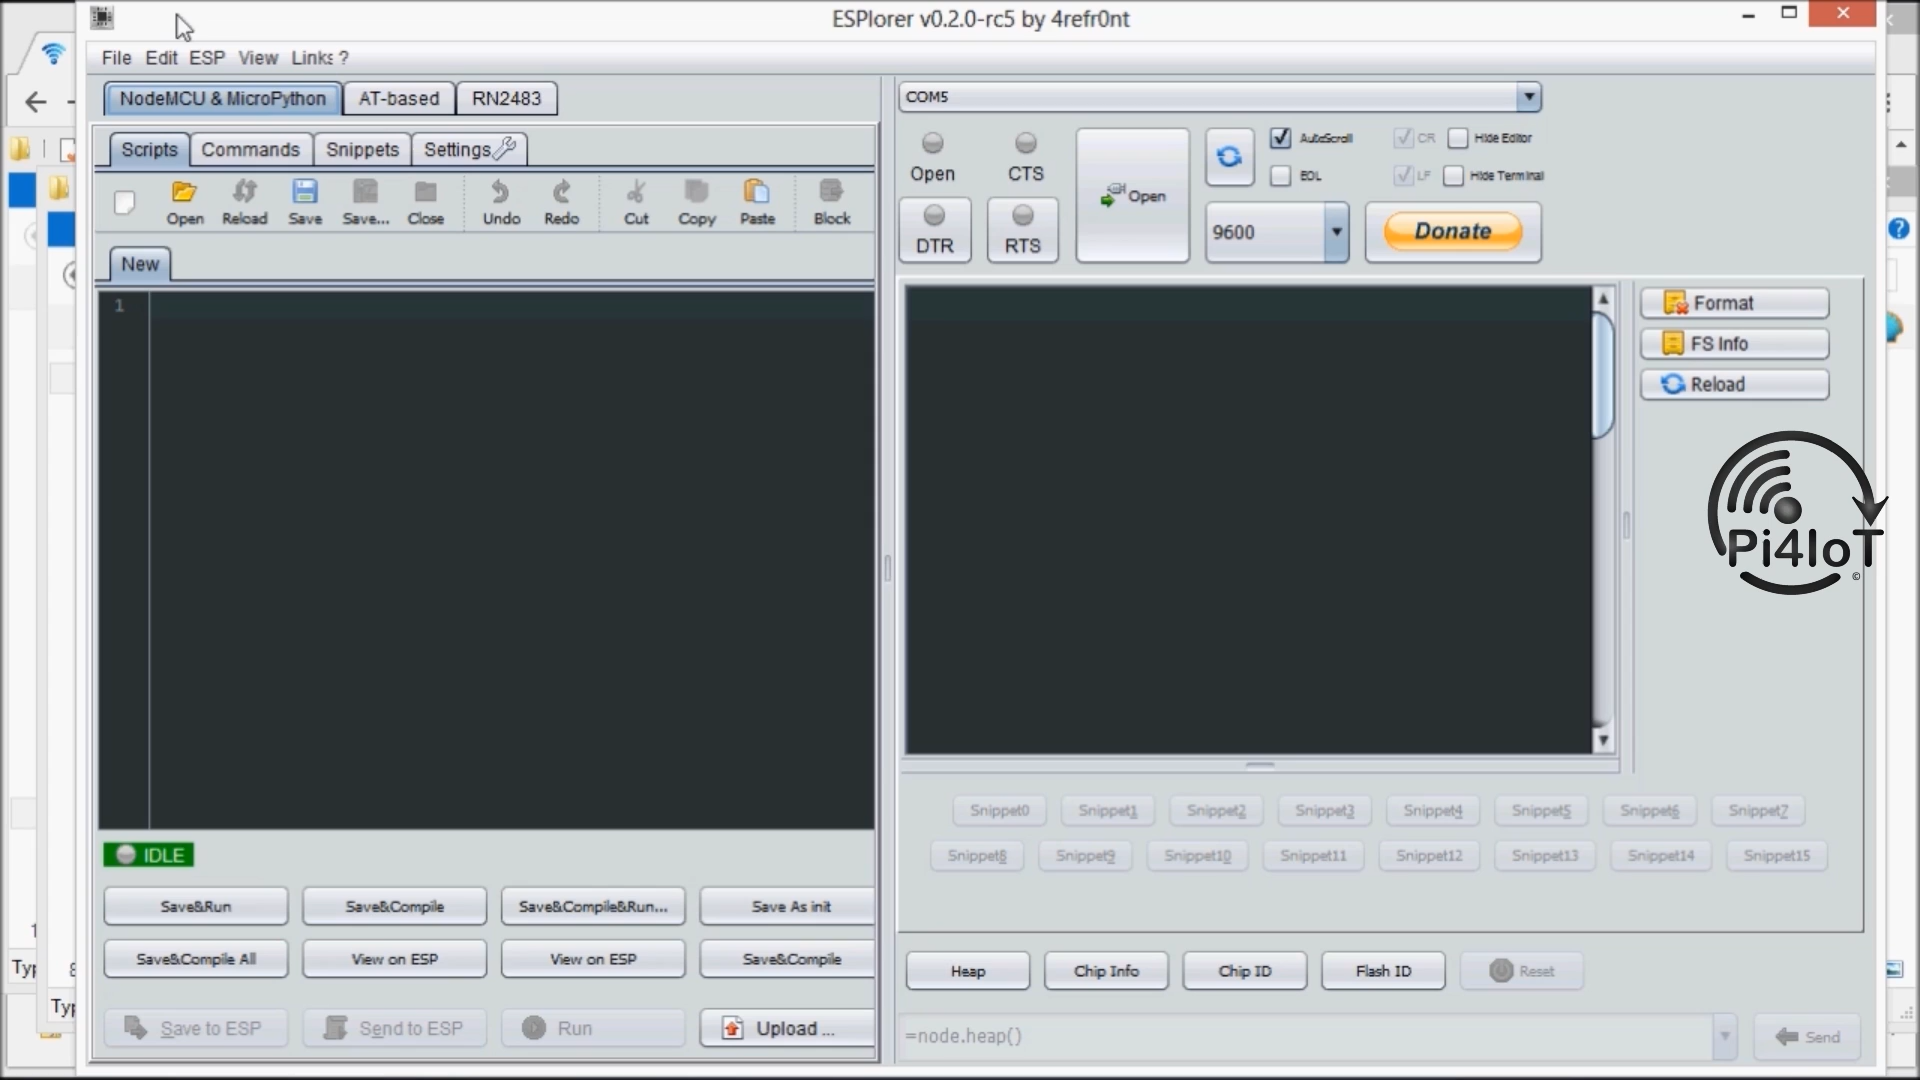 ESPlorer v0.2.0-rc5 by 4refr0nt
File Edit ESP View Links ?
NodeMCU & MicroPython AT-based RN2483
Scripts Commands Snippets Settings
Open Reload Save Save... Close Undo Redo Cut Copy Paste Block
New
1
IDLE
Save&Run Save&Compile Save&Compile&Run... Save As init
Save&Compile All View on ESP View on ESP Save&Compile
Save to ESP Send to ESP Run Upload ...
COM5
Open CTS
DTR RTS
Open
AutoScroll CR Hide Editor
EOL LF Hide Terminal
9600
Donate
Format
FS Info
Reload
Pi4IoT
©
Snippet0 Snippet1 Snippet2 Snippet3 Snippet4 Snippet5 Snippet6 Snippet7
Snippet8 Snippet9 Snippet10 Snippet11 Snippet12 Snippet13 Snippet14 Snippet15
Heap Chip Info Chip ID Flash ID Reset
=node.heap() Send